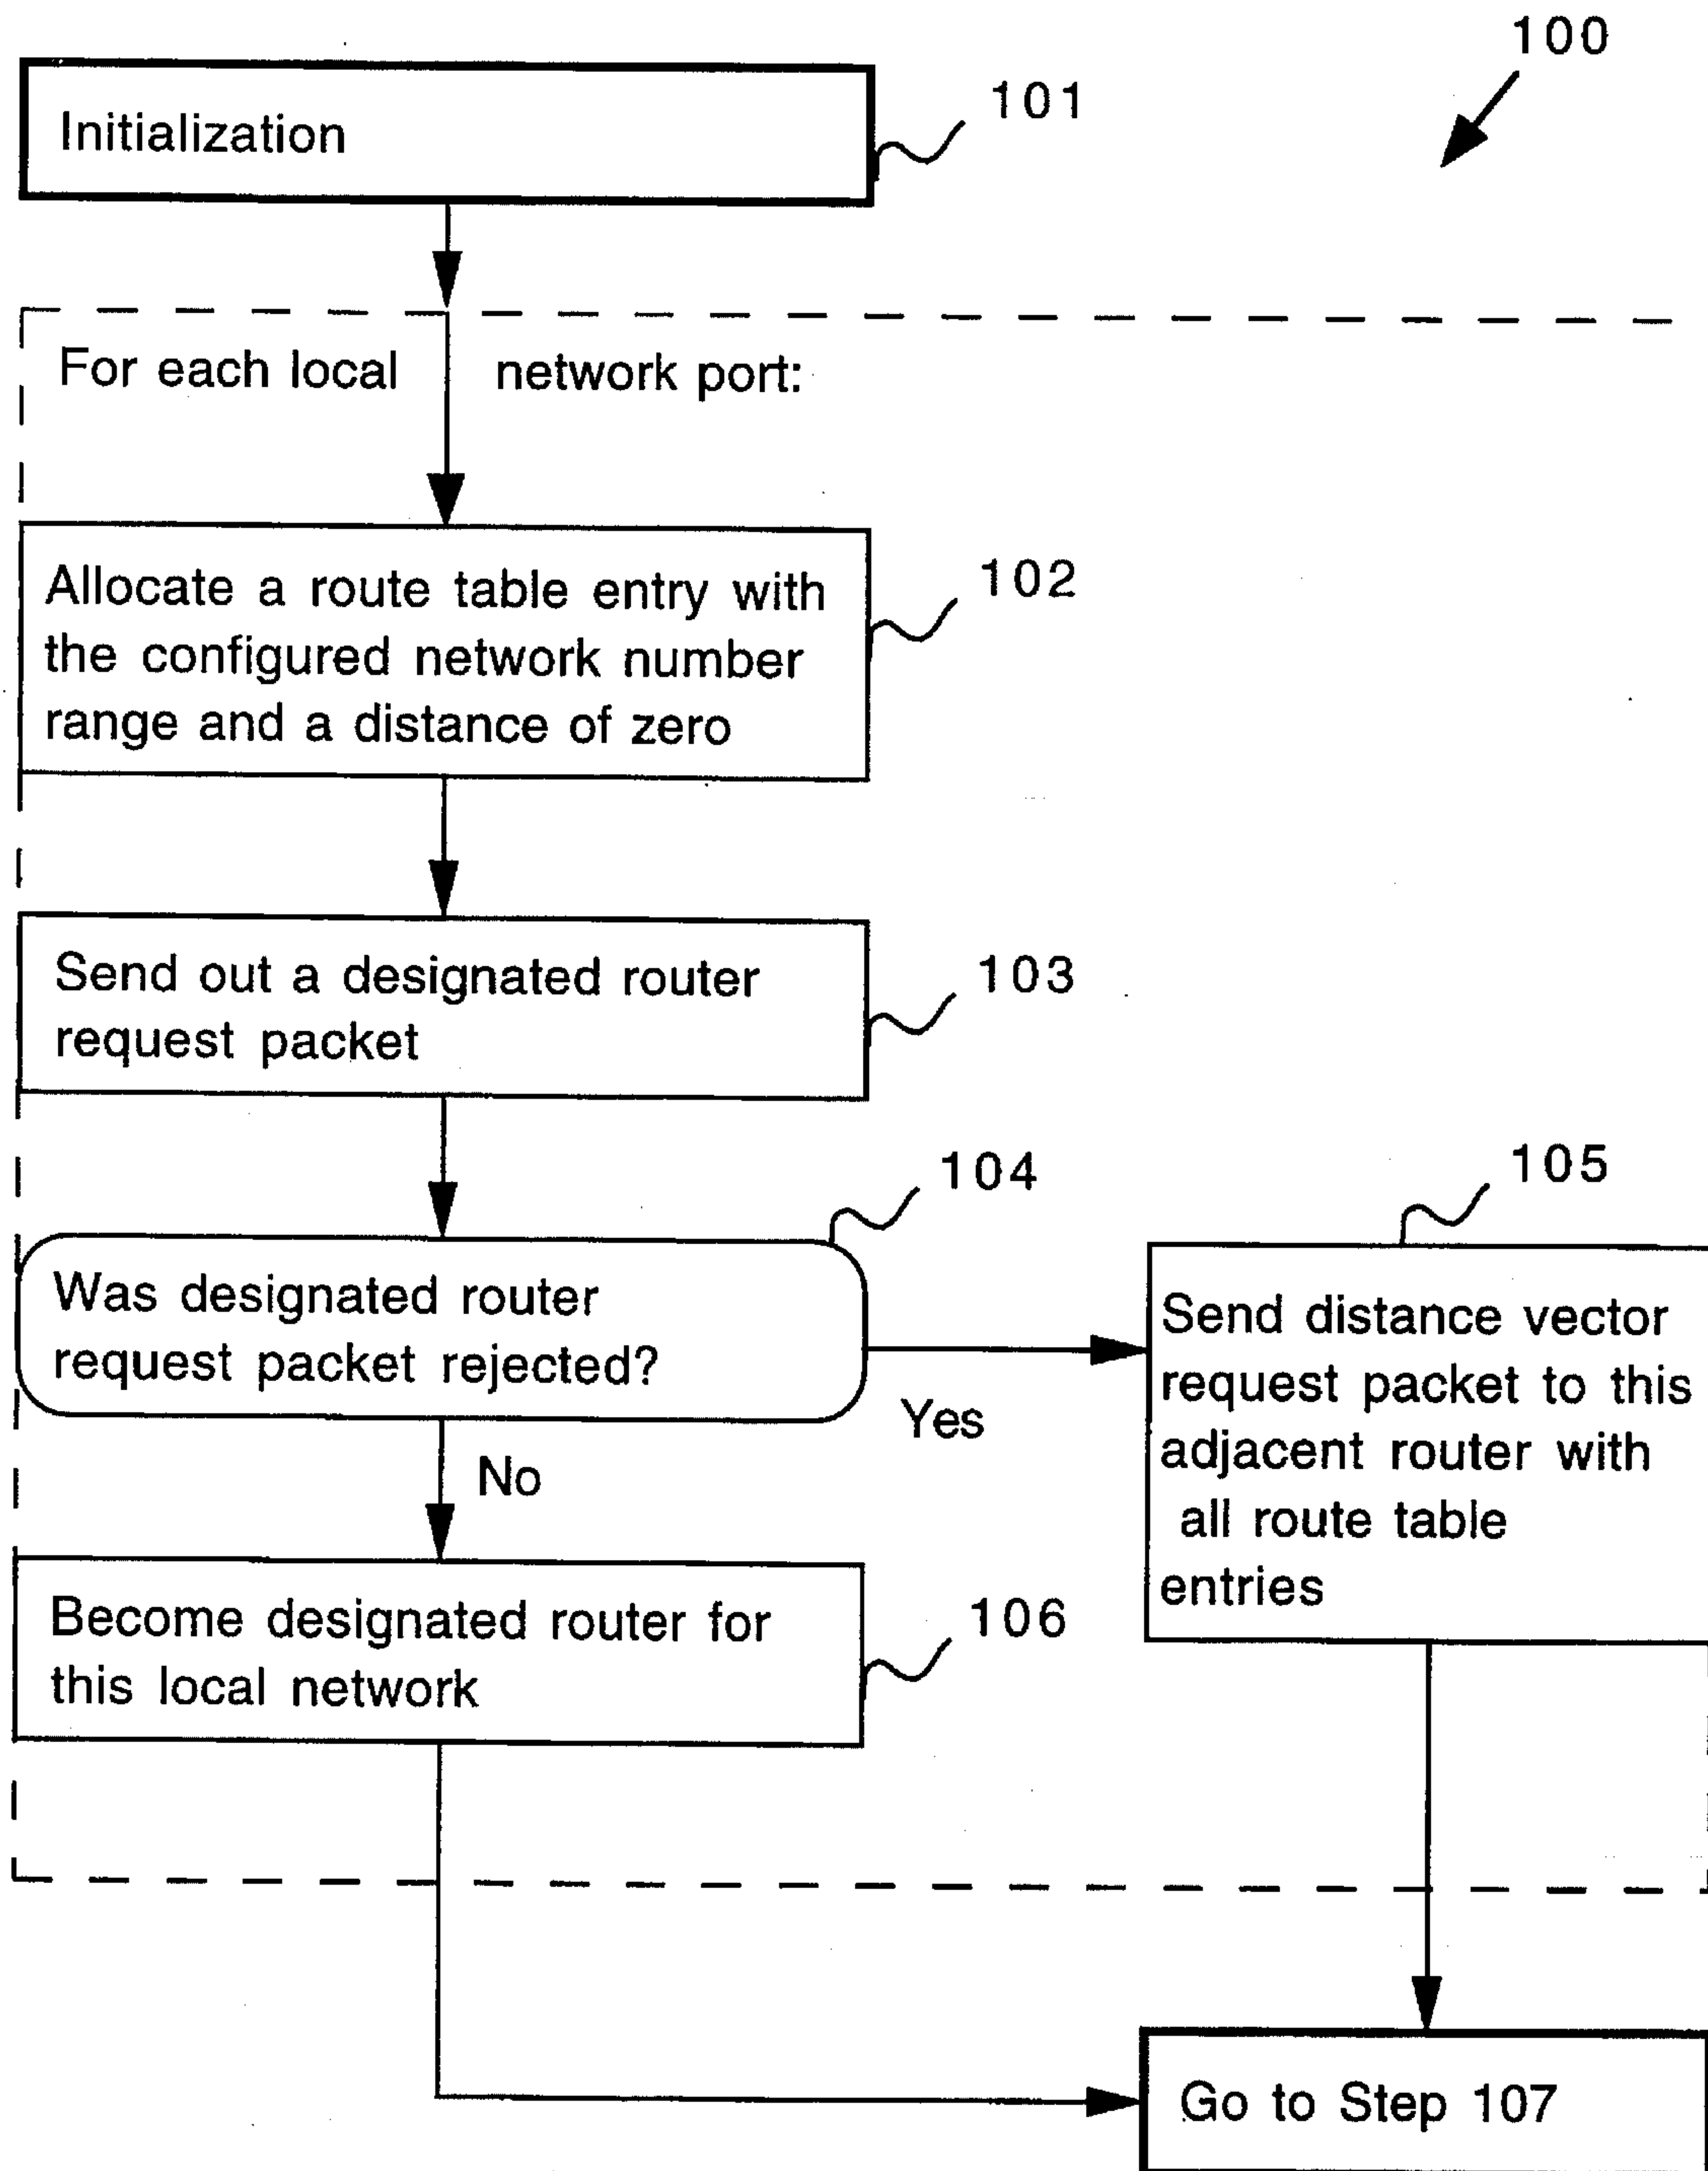 100
Initialization
101
For each local network port:
Allocate a route table entry with
the configured network number
range and a distance of zero
102
Send out a designated router
request packet
103
Was designated router
request packet rejected?
104
Yes
No
Send distance vector
request packet to this
adjacent router with
all route table
entries
105
Become designated router for
this local network
106
Go to Step 107